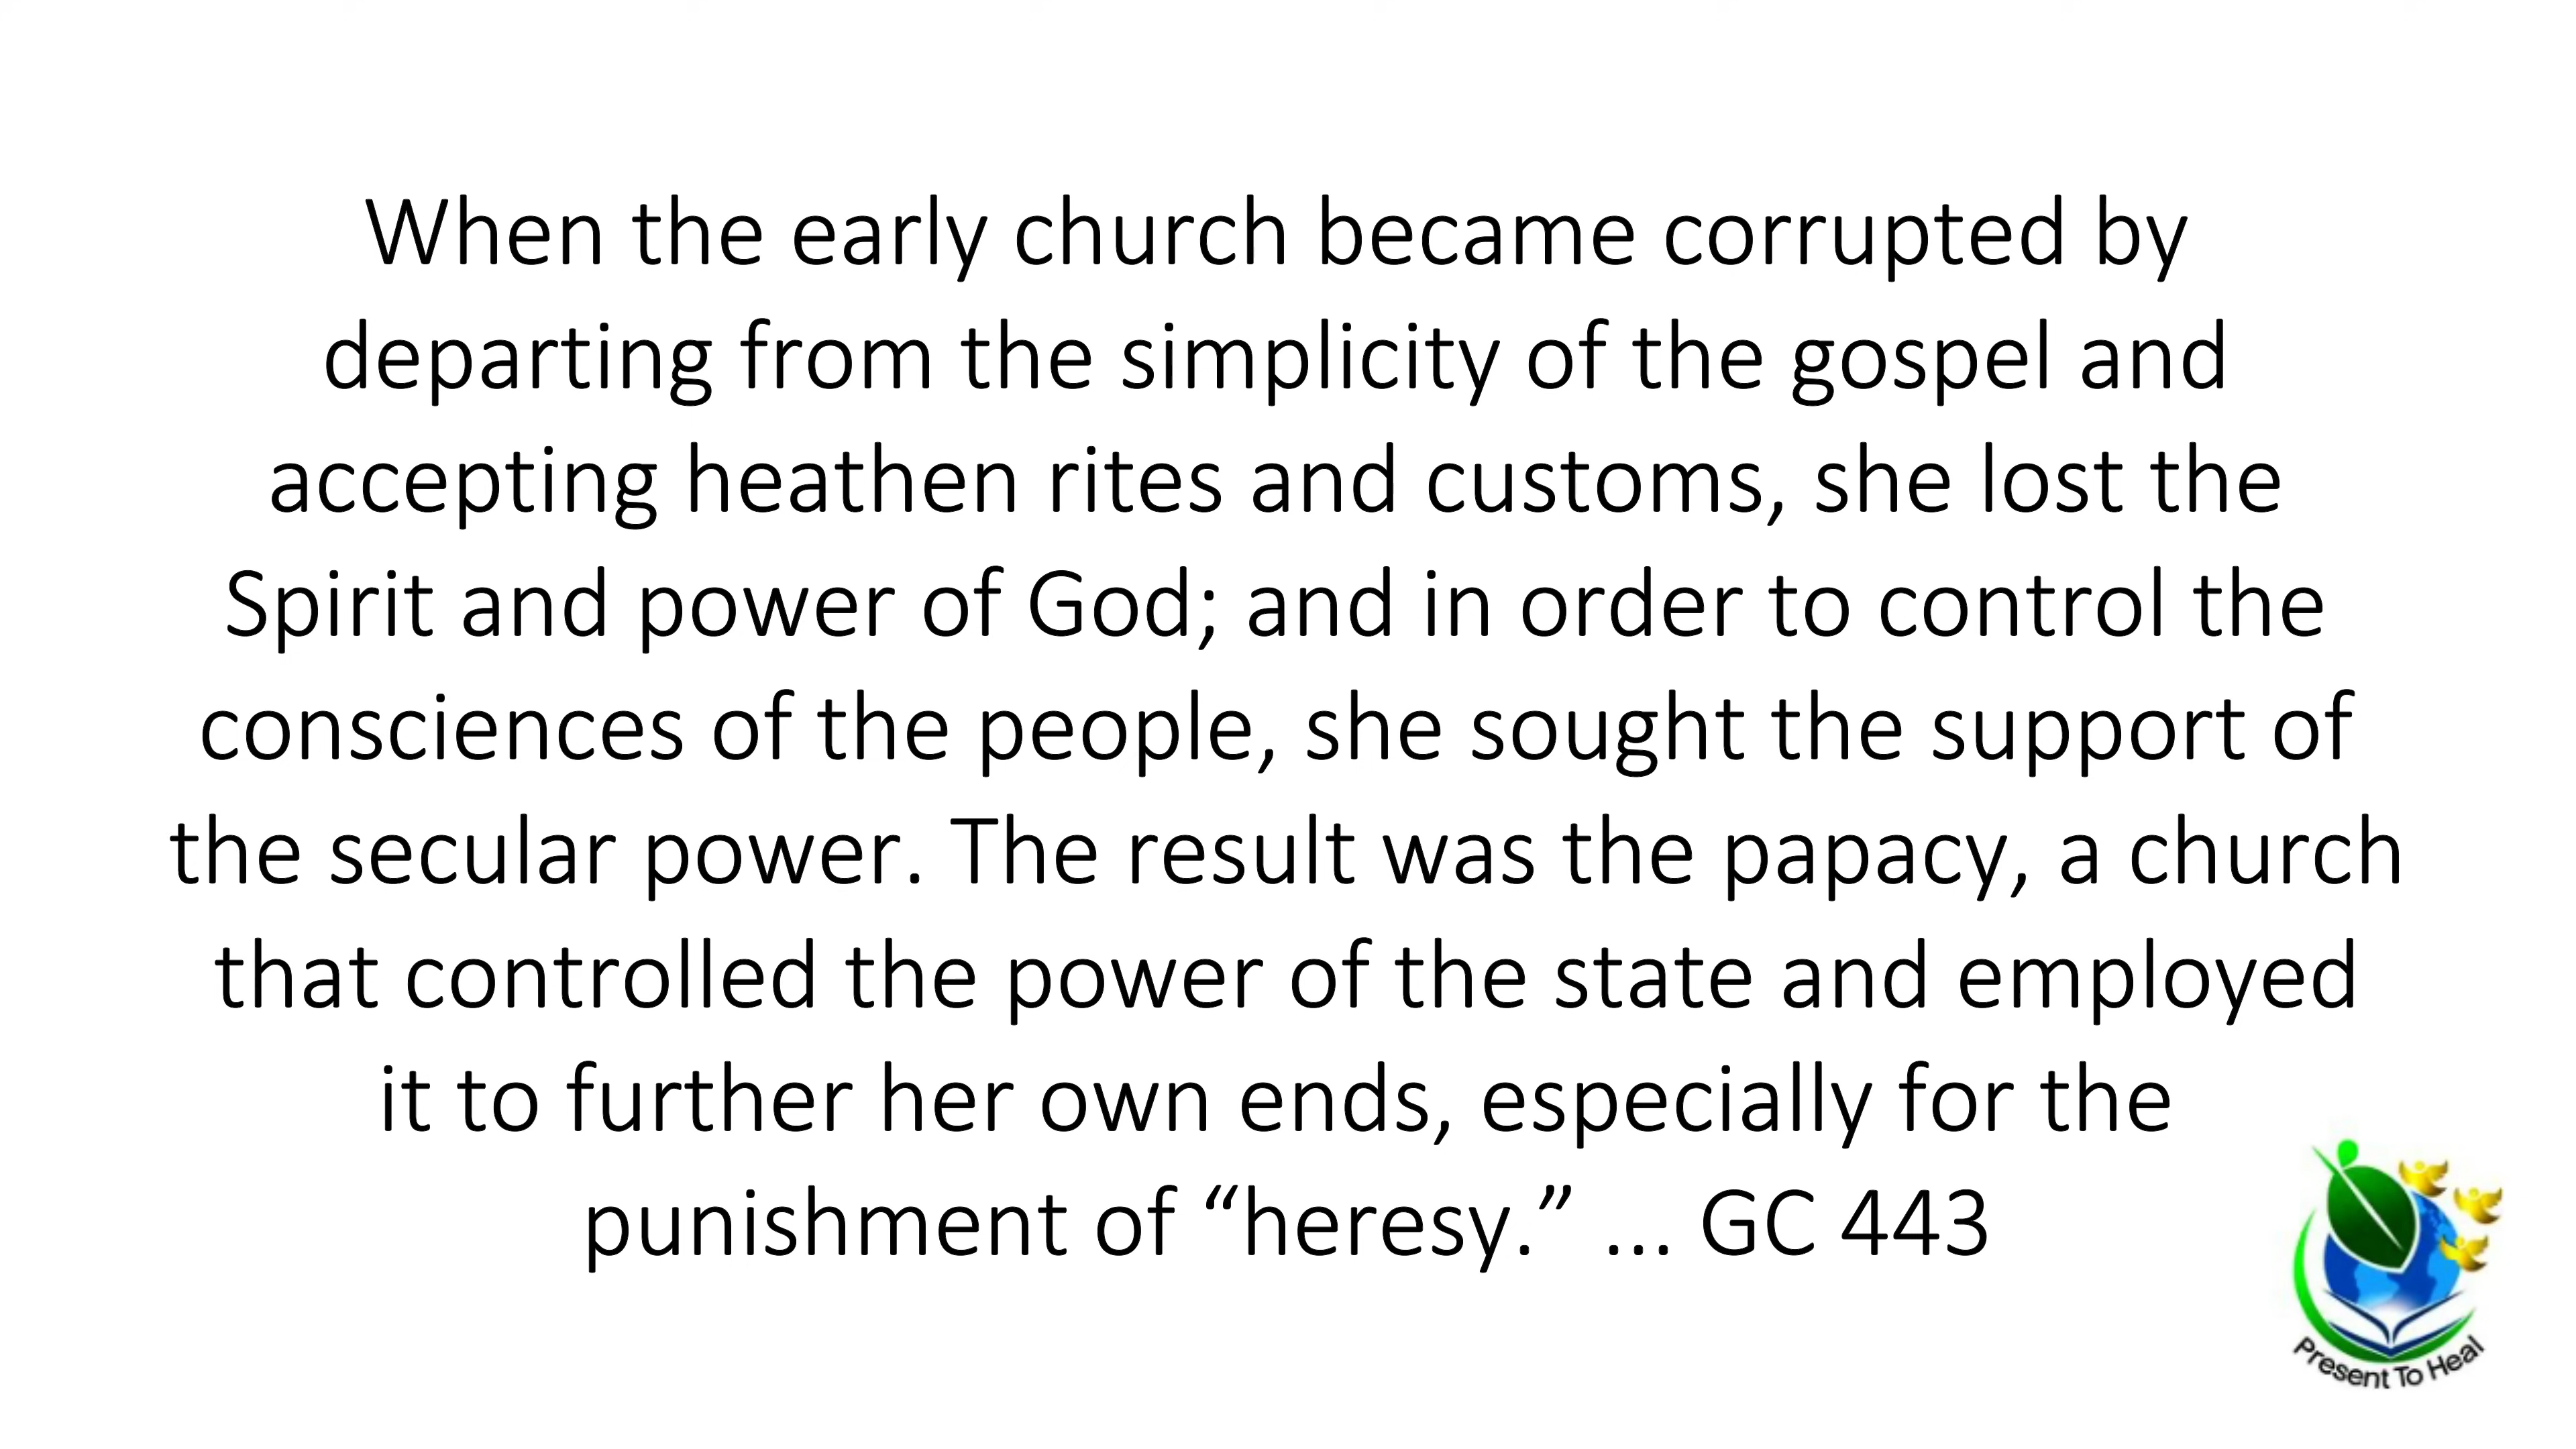 When the early church became corrupted by
departing from the simplicity of the gospel and
accepting heathen rites and customs, she lost the
Spirit and power of God; and in order to control the
consciences of the people, she sought the support of
the secular power. The result was the papacy, a church
that controlled the power of the state and employed
it to further her own ends, especially for the
punishment of “heresy.” ... GC 443
Present To Heal